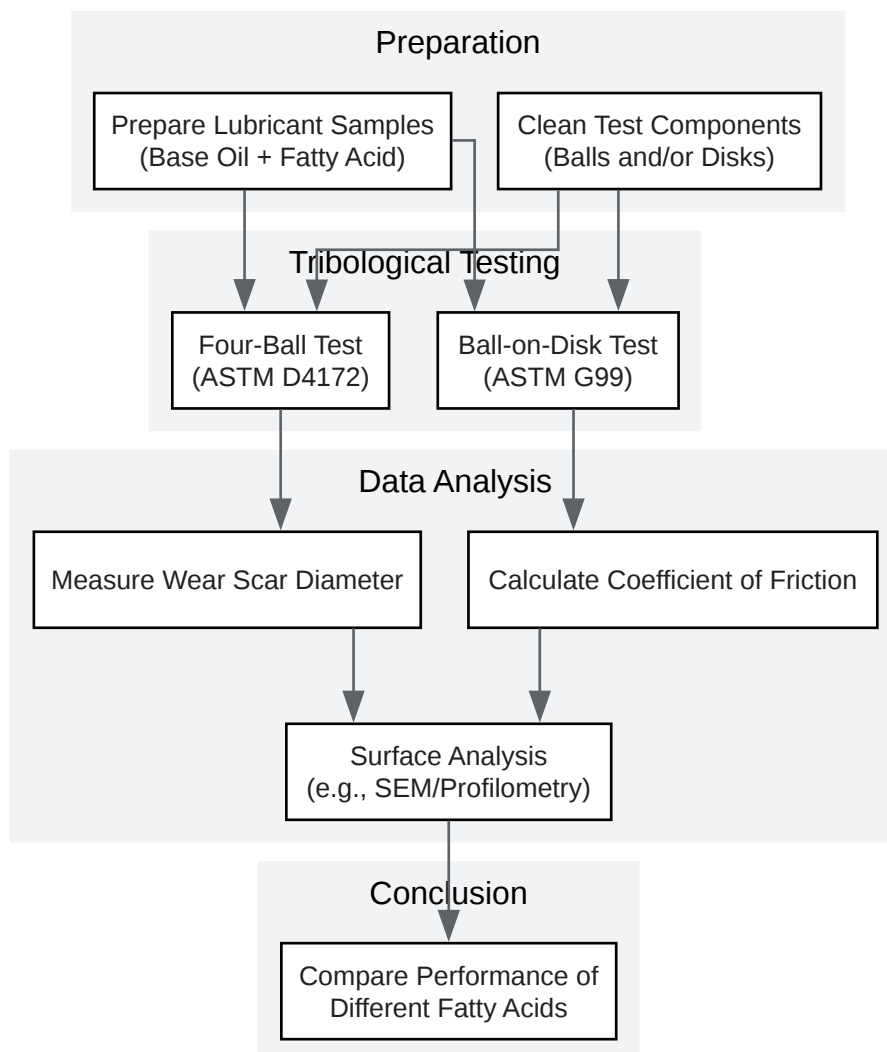 Preparation
Prepare Lubricant Samples
(Base Oil + Fatty Acid)
Clean Test Components
(Balls and/or Disks)
Tribological Testing
Four-Ball Test
(ASTM D4172)
Ball-on-Disk Test
(ASTM G99)
Data Analysis
Measure Wear Scar Diameter
Calculate Coefficient of Friction
Surface Analysis
(e.g., SEM/Profilometry)
Conclusion
Compare Performance of
Different Fatty Acids